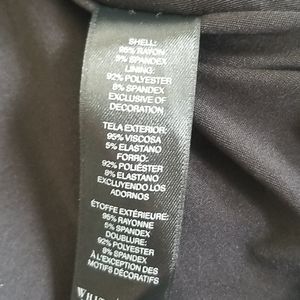 SHELL:
95% RAYON
5% SPANDEX
LINING:
92% POLYESTER
8% SPANDEX
EXCLUSIVE OF
DECORATION
TELA EXTERIOR:
95% VISCOSA
5% ELASTANO
FORRO:
92% POLIÉSTER
8% ELASTANO
EXCLUYENDO LOS
ADORNOS
ÉTOFFE EXTÉRIEURE:
95% RAYONNE
5% SPANDEX
DOUBLURE:
92% POLYESTER
8% SPANDEX
À L'EXCEPTION DES
MOTIFS DÉCORATIFS